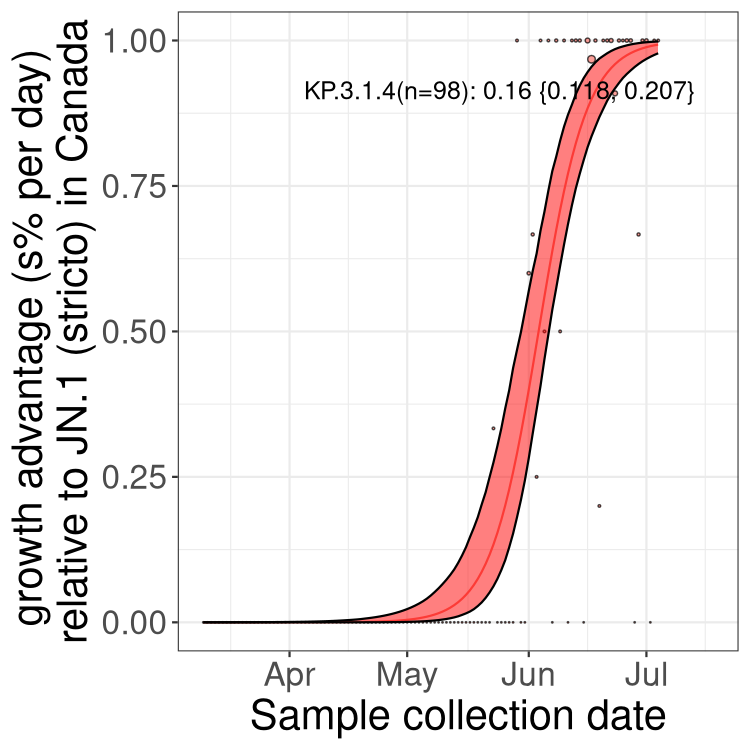 growth advantage (s% per day)
relative to JN.1 (stricto) in Canada
1.00
0.75
0.50
0.25
0.00
KP.3.1.4(n=98): 0.16 {0.118, 0.207}
Apr May Jun Jul
Sample collection date